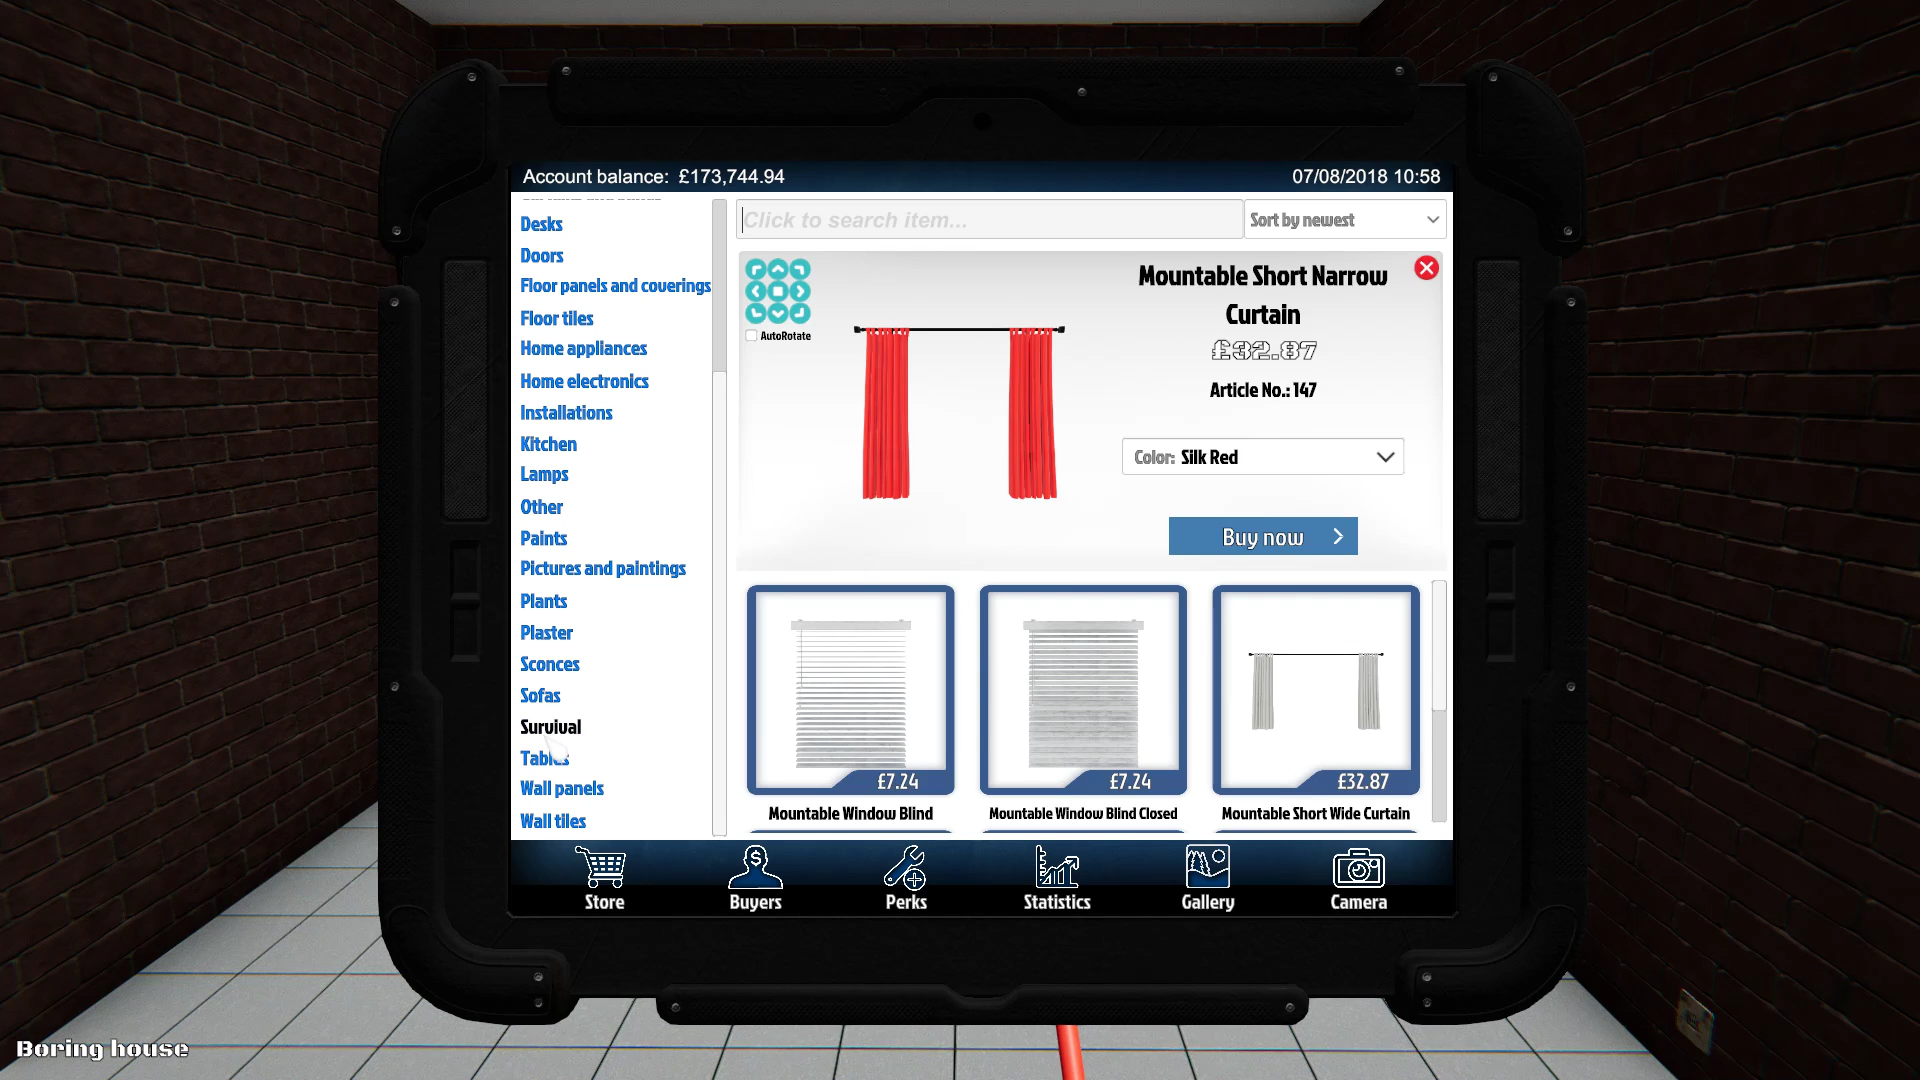 Account balance: £173,744.94
07/08/2018 10:58
Desks
Doors
Floor panels and coverings
Floor tiles
Home appliances
Home electronics
Installations
Kitchen
Lamps
Other
Paints
Pictures and paintings
Plants
Plaster
Sconces
Sofas
Survival
Tables
Wall panels
Wall tiles
Click to search item...
Sort by newest
AutoRotate
Mountable Short Narrow
Curtain
£32.87
Article No.: 147
Color: Silk Red
Buy now
£7.24
£7.24
£32.87
Mountable Window Blind
Mountable Window Blind Closed
Mountable Short Wide Curtain
Store
Buyers
Perks
Statistics
Gallery
Camera
Boring house